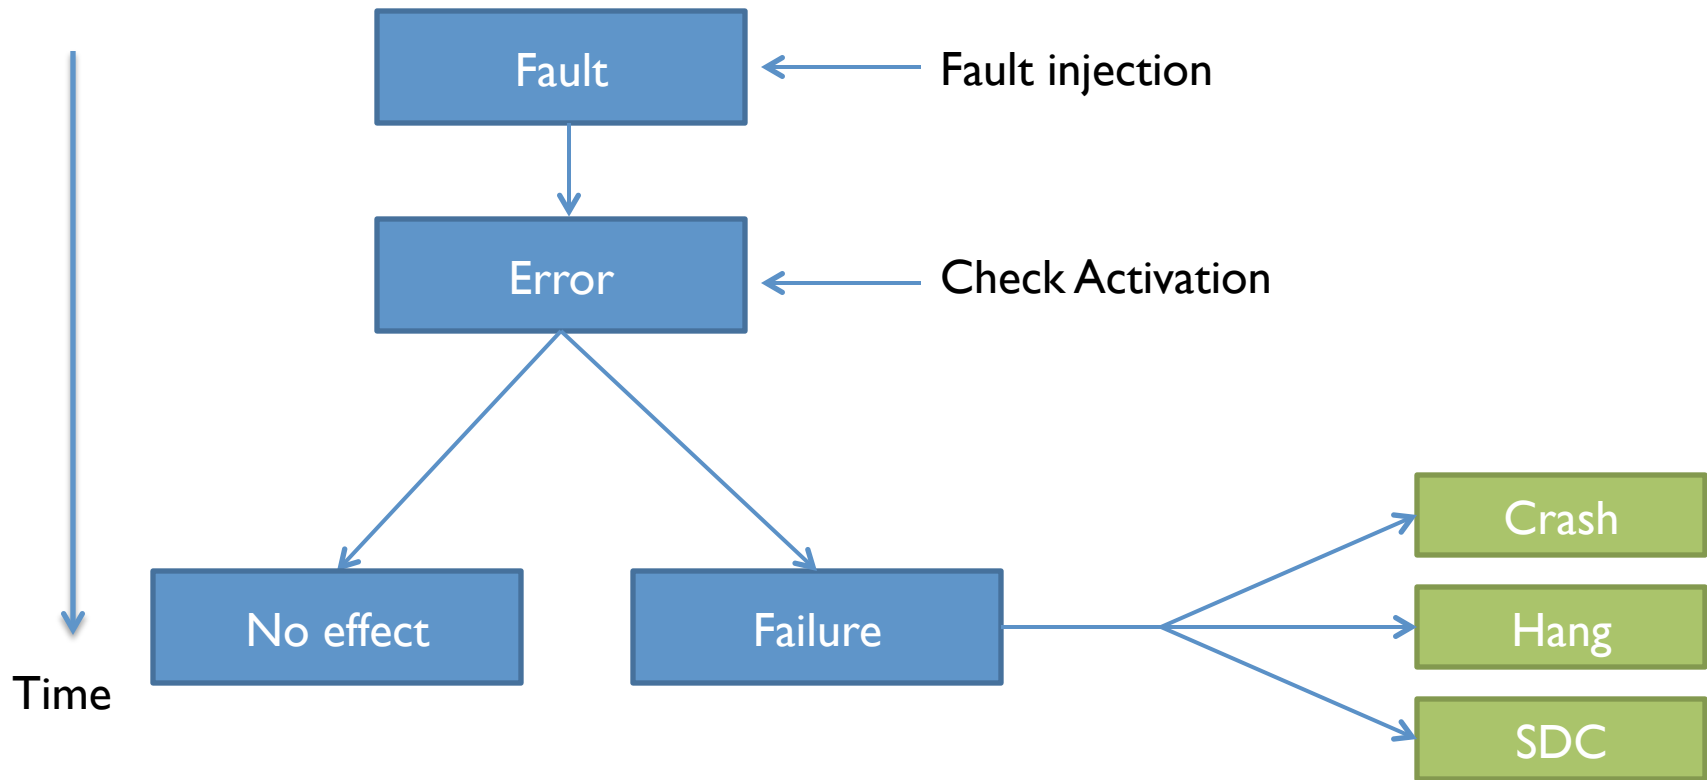 Fault
Fault injection
Error
Check Activation
Crash
No effect
Failure
Hang
Time
SDC